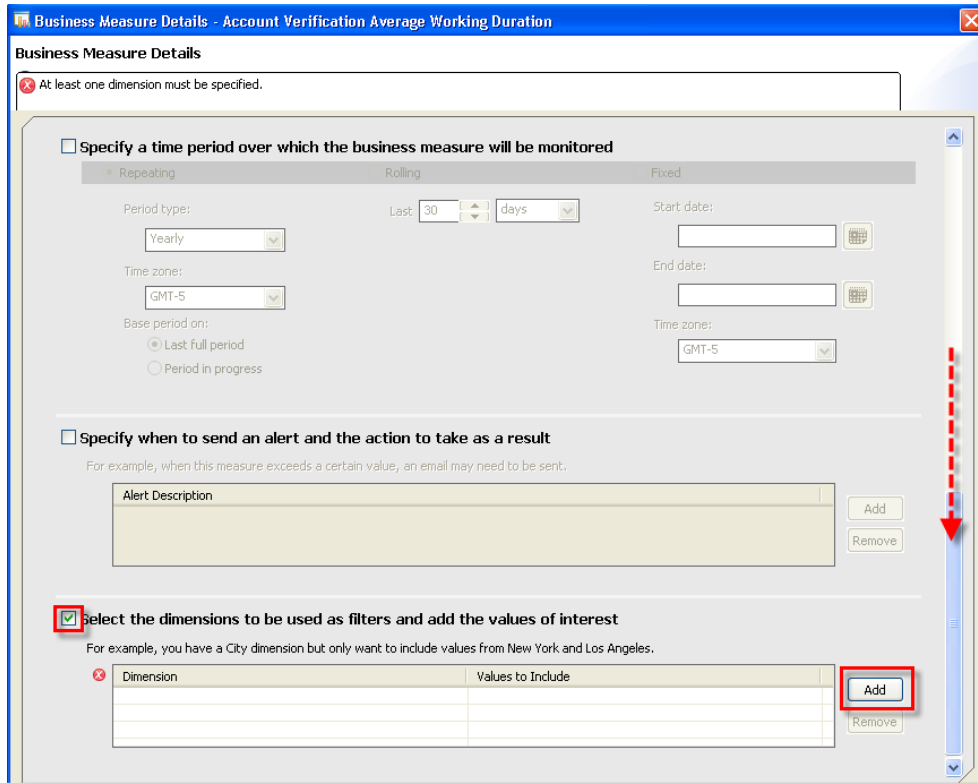 Business Measure Details - Account Verification Average Working Duration
Business Measure Details
At least one dimension must be specified.
Specify a time period over which the business measure will be monitored
Repeating Rolling Fixed
Period type: Last 30 days Start date:
Yearly
Time zone: End date:
GMT-5
Base period on: Time zone:
Last full period GMT-5
Period in progress
Specify when to send an alert and the action to take as a result
For example, when this measure exceeds a certain value, an email may need to be sent.
Alert Description
Add
Remove
Select the dimensions to be used as filters and add the values of interest
For example, you have a City dimension but only want to include values from New York and Los Angeles.
Dimension Values to Include
Add
Remove